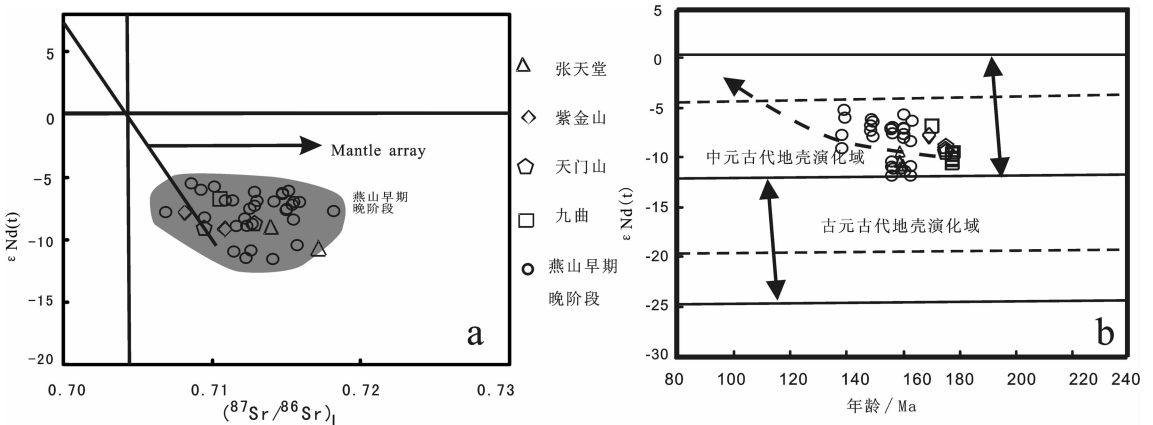 5
0
-5
-10
-15
-20
ε Nd(t)
Mantle array
燕山早期
晚阶段
a
0.70
0.71
0.72
0.73
(⁸⁷Sr/⁸⁶Sr)I
张天堂
紫金山
天门山
九曲
燕山早期
晚阶段
5
0
-5
-10
-15
-20
-25
-30
ε Nd(t)
中元古代地壳演化域
古元古代地壳演化域
b
80
100
120
140
160
180
200
220
240
年龄/Ma